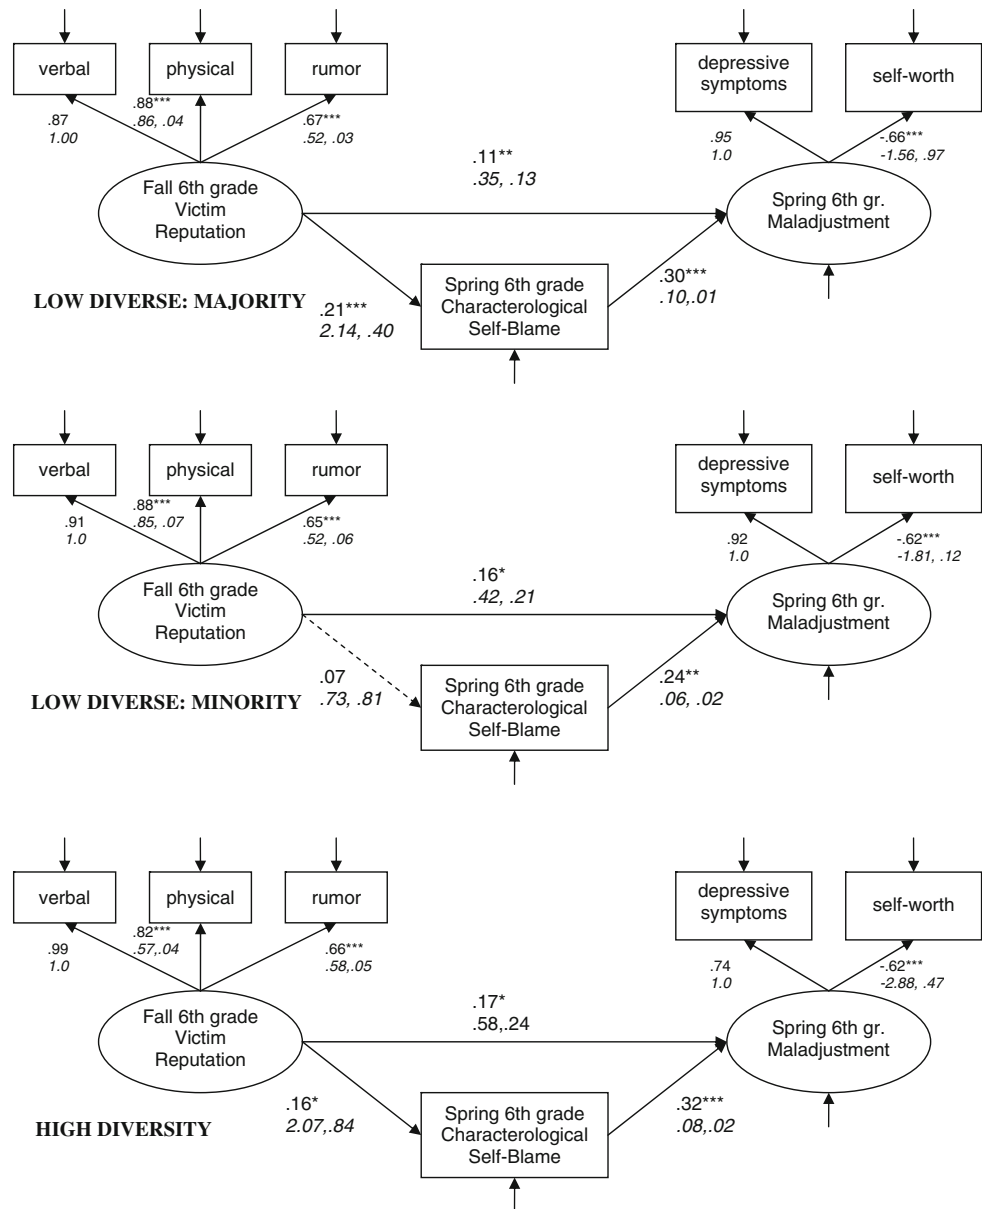 verbal
physical
rumor
depressive
symptoms
self-worth
.87
1.00
.88***
.86, .04
.67***
.52, .03
.95
1.0
-.66***
-1.56, .97
Fall 6th grade
Victim
Reputation
.11**
.35, .13
Spring 6th gr.
Maladjustment
LOW DIVERSE: MAJORITY
.21***
2.14, .40
Spring 6th grade
Characterological
Self-Blame
.30***
.10,.01
verbal
physical
rumor
depressive
symptoms
self-worth
.91
1.0
.88***
.85, .07
.65***
.52, .06
.92
1.0
-.62***
-1.81, .12
Fall 6th grade
Victim
Reputation
.16*
.42, .21
Spring 6th gr.
Maladjustment
LOW DIVERSE: MINORITY
.07
.73, .81
Spring 6th grade
Characterological
Self-Blame
.24**
.06, .02
verbal
physical
rumor
depressive
symptoms
self-worth
.99
1.0
.82***
.57,.04
.66***
.58,.05
.74
1.0
-.62***
-2.88, .47
Fall 6th grade
Victim
Reputation
.17*
.58,.24
Spring 6th gr.
Maladjustment
HIGH DIVERSITY
.16*
2.07,.84
Spring 6th grade
Characterological
Self-Blame
.32***
.08,.02